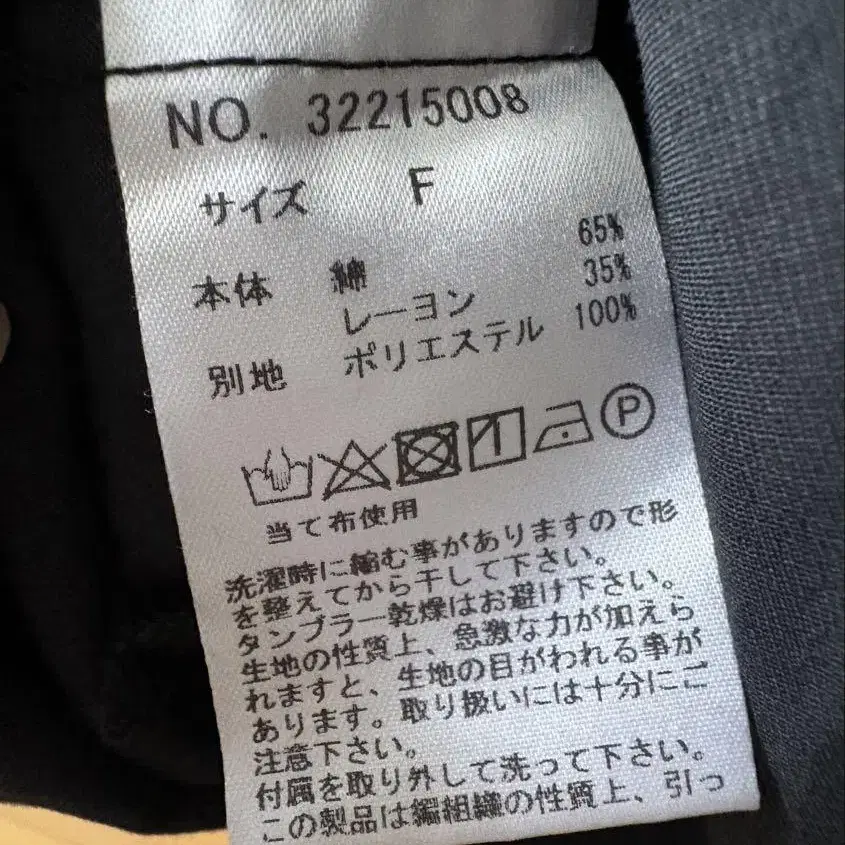 NO. 32215008
サイズ F
本体 綿 65%
レーヨン 35%
別地 ポリエステル 100%
P
当て布使用
洗濯時に縮む事がありますので形
を整えてから干して下さい。
タンブラー乾燥はお避け下さい。
生地の性質上、急激な力が加えら
れますと、生地の目がわれる事が
あります。取り扱いには十分にご
注意下さい。
付属を取り外して洗って下さい。
この製品は編組織の性質上、引っ